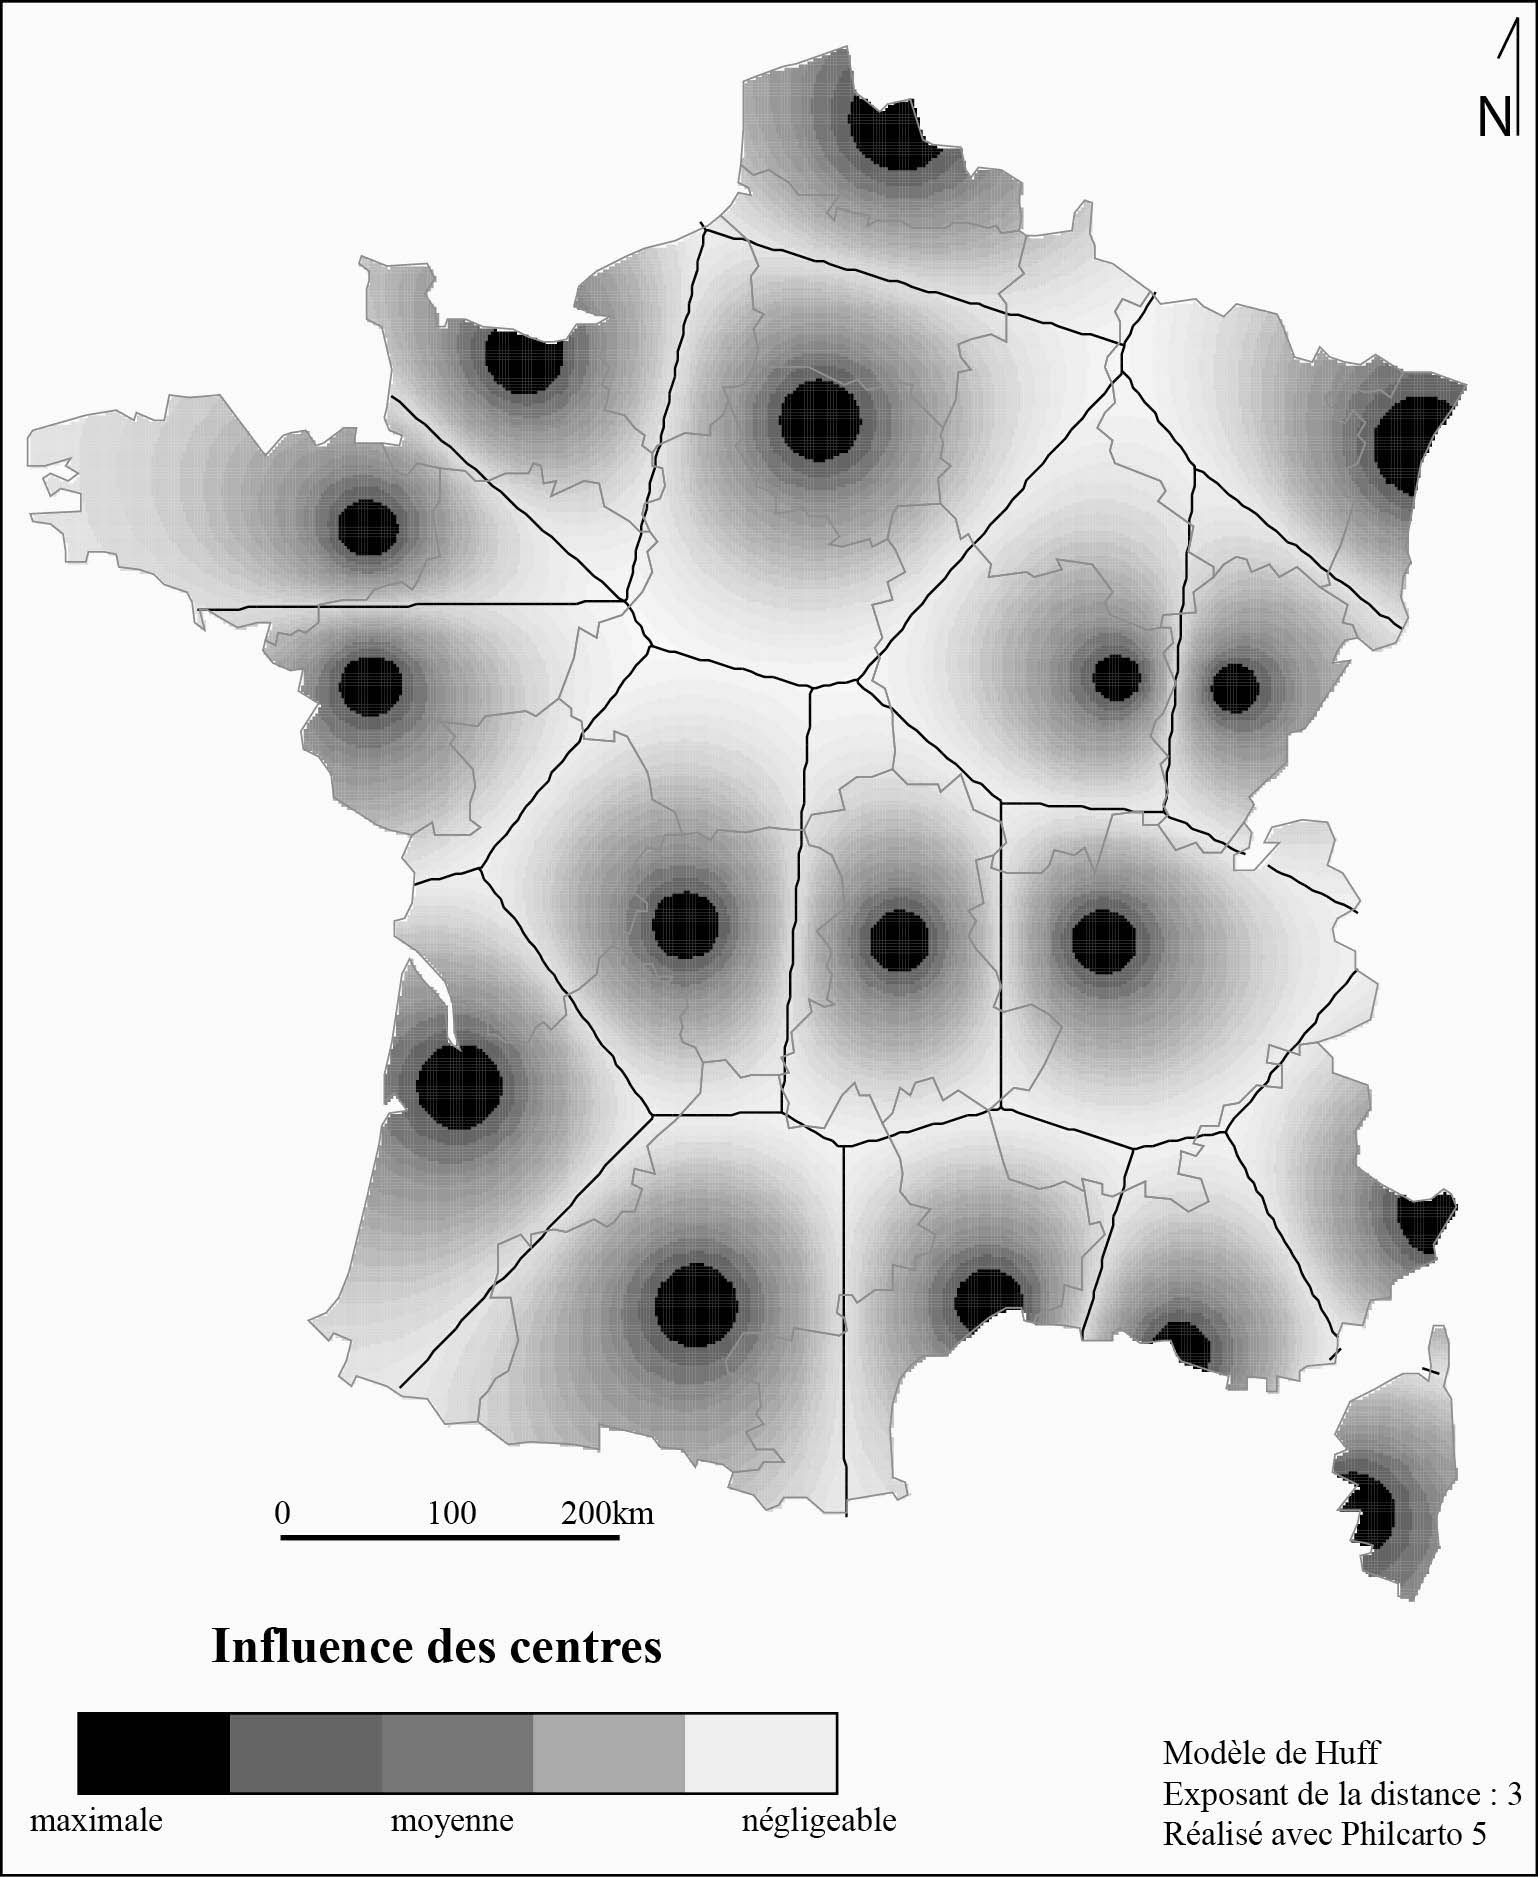 N
0 100 200km
Influence des centres
maximale moyenne négligeable
Modèle de Huff
Exposant de la distance : 3
Réalisé avec Philcarto 5